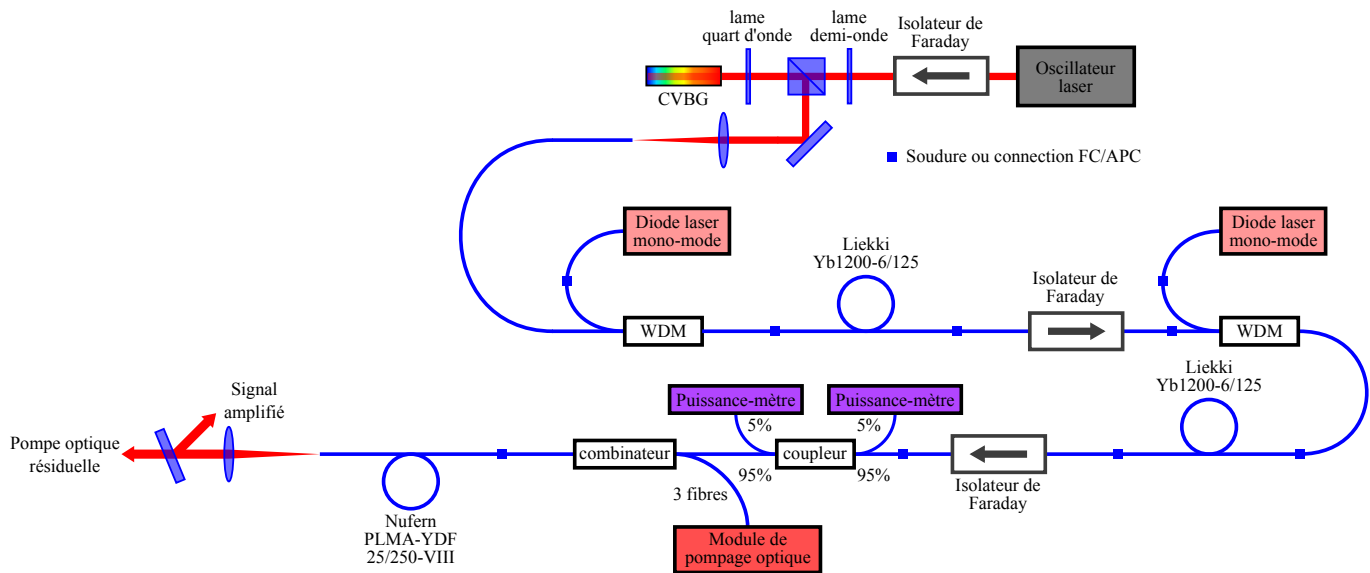 lame
quart d'onde
lame
demi-onde
Isolateur de
Faraday
Oscillateur
laser
CVBG
Soudure ou connection FC/APC
Diode laser
mono-mode
Liekki
Yb1200-6/125
Isolateur de
Faraday
Diode laser
mono-mode
WDM
WDM
Liekki
Yb1200-6/125
Signal
amplifié
Pompe optique
résiduelle
Puissance-mètre
Puissance-mètre
5%
5%
combinateur
coupleur
95%
95%
3 fibres
Isolateur de
Faraday
Nufern
PLMA-YDF
25/250-VIII
Module de
pompage optique